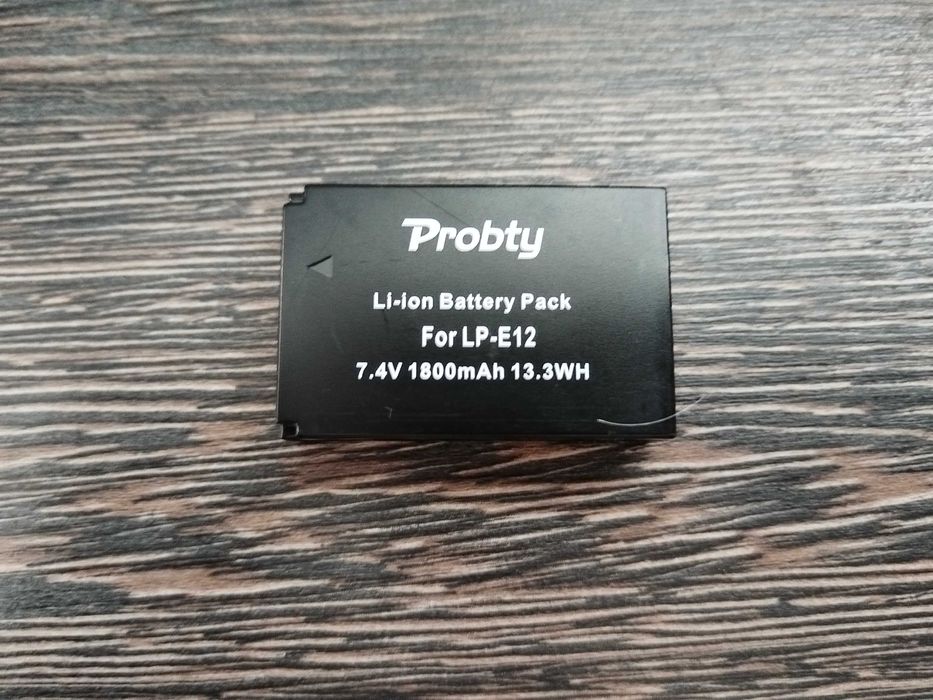 Probty
Li-ion Battery Pack
For LP-E12
7.4V 1800mAh 13.3WH